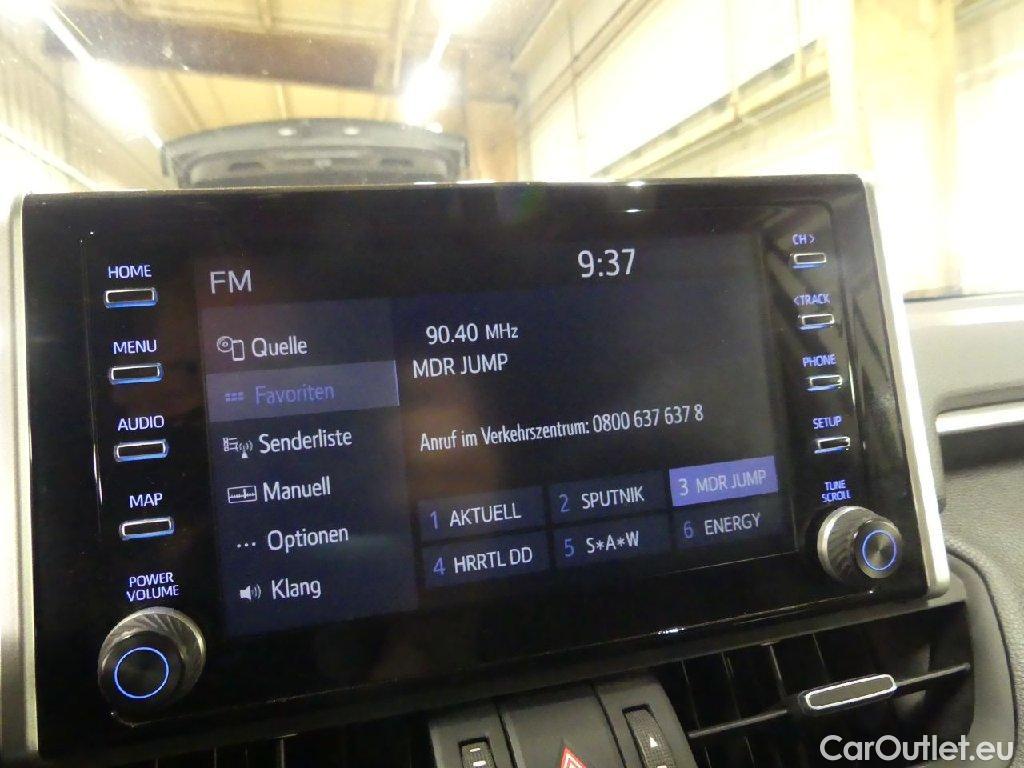 HOME
MENU
AUDIO
MAP
POWER
VOLUME
FM
9:37
Quelle
Favoriten
Senderliste
Manuell
Optionen
Klang
90.40 MHz
MDR JUMP
Anruf im Verkehrszentrum: 0800 637 637 8
1 AKTUELL
2 SPUTNIK
3 MDR JUMP
4 HRRTL DD
5 S*A*W
6 ENERGY
CH >
< TRACK
PHONE
SETUP
TUNE
SCROLL
CarOutlet.eu